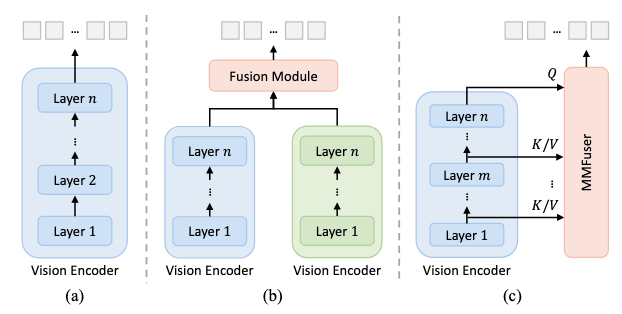 ...
Layer n
⋮
Layer 2
Layer 1
Vision Encoder
(a)
...
Fusion Module
Layer n
⋮
Layer 1
Vision Encoder
Layer n
⋮
Layer 1
Vision Encoder
(b)
...
Q
Layer n
⋮
K/V
Layer m
⋮
⋮
K/V
Layer 1
MMFuser
Vision Encoder
(c)